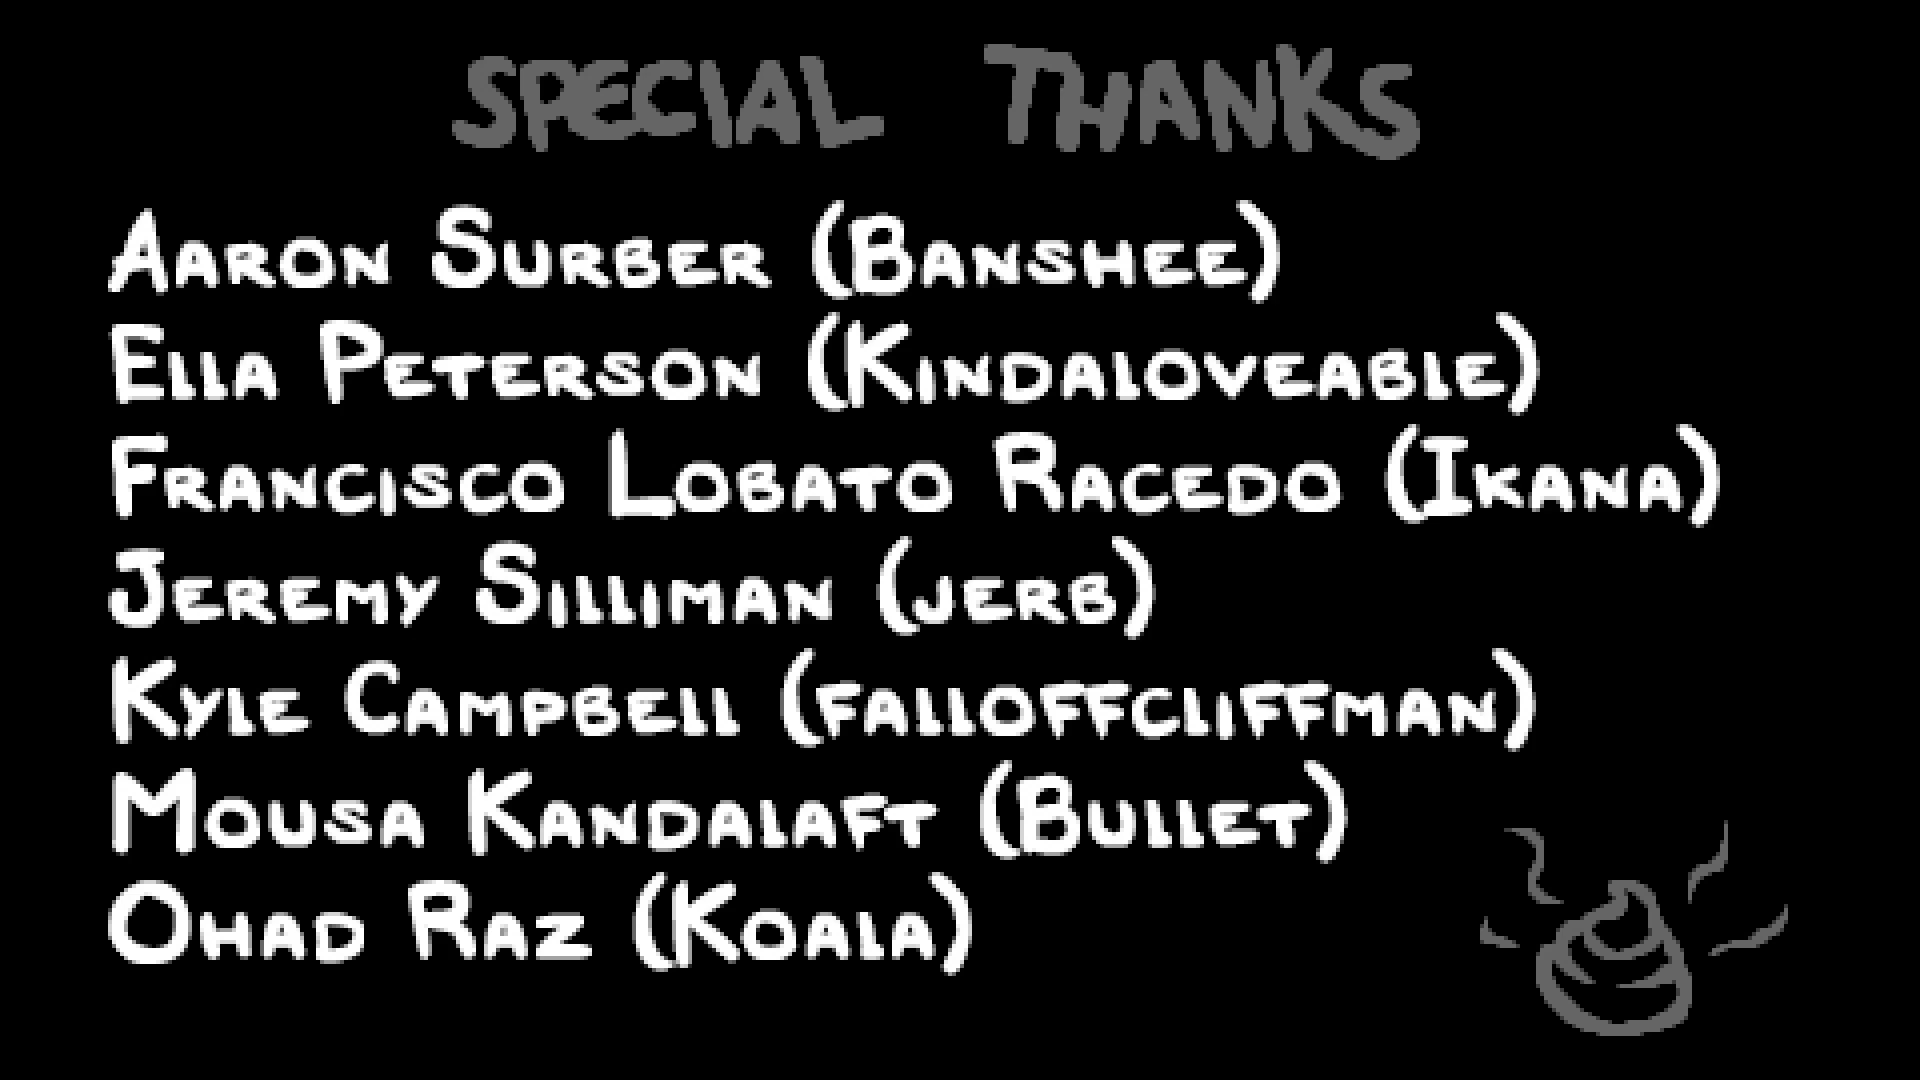 SPECIAL THANKS
Aaron Surber (Banshee)
Ella Peterson (Kindaloveable)
Francisco Lobato Racedo (Ikana)
Jeremy Silliman (jerb)
Kyle Campbell (falloffcliffman)
Mousa Kandalaft (Bullet)
Ohad Raz (Koala)